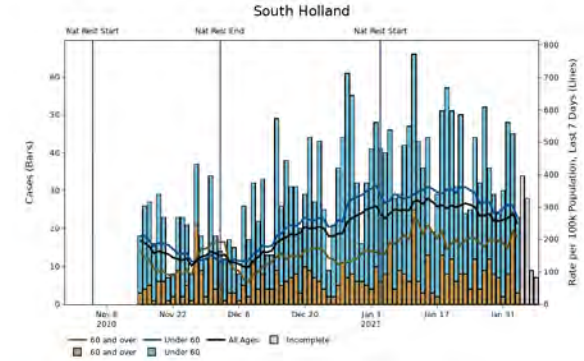 South Holland
Nat Rest Start
Nat Rest End
Nat Rest Start
Cases (Bars)
60
50
40
30
20
10
0
Rate per 100k Population, Last 7 Days (Lines)
800
700
600
500
400
300
200
100
0
Nov 8
2020
Nov 22
Dec 6
Dec 20
Jan 3
2021
Jan 17
Jan 31
60 and over
Under 60
All Ages
Incomplete
60 and over
Under 60